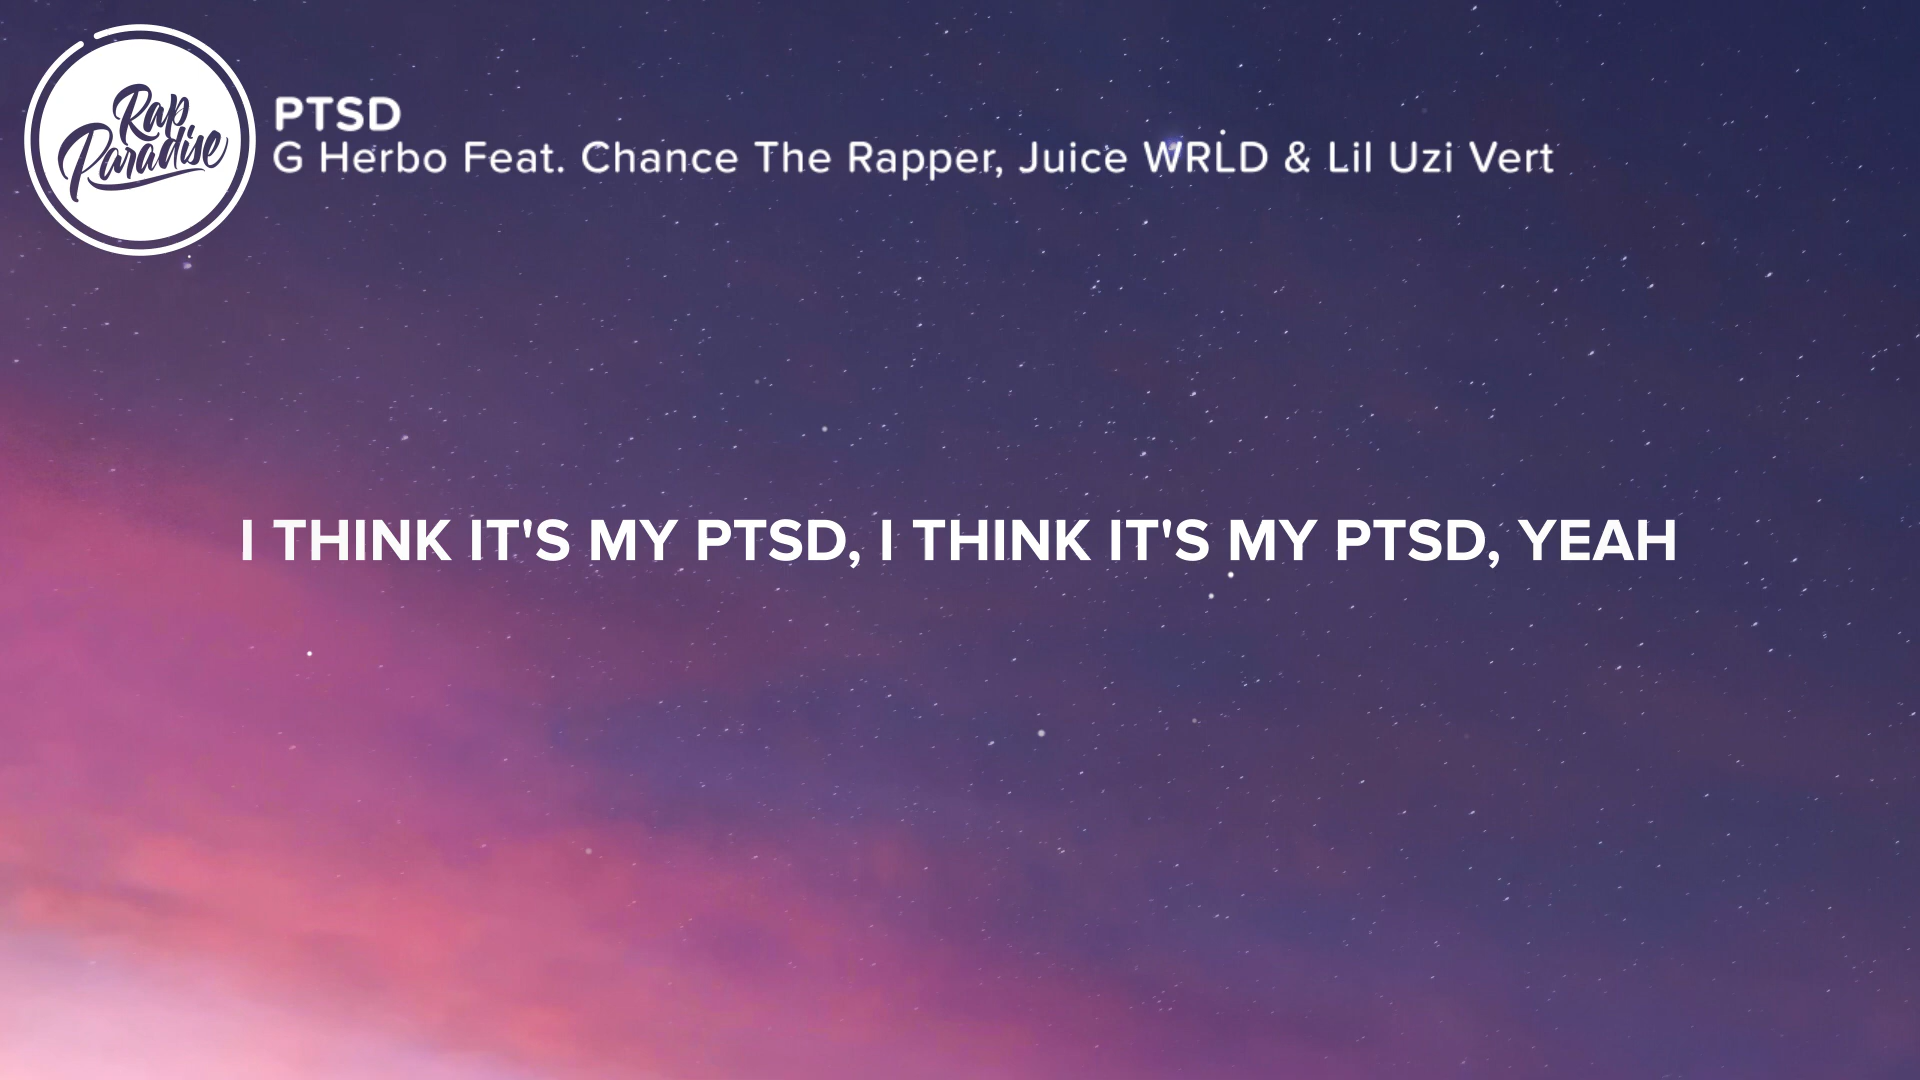 Rap
Paradise
PTSD
G Herbo Feat. Chance The Rapper, Juice WRLD & Lil Uzi Vert
I THINK IT'S MY PTSD, I THINK IT'S MY PTSD, YEAH